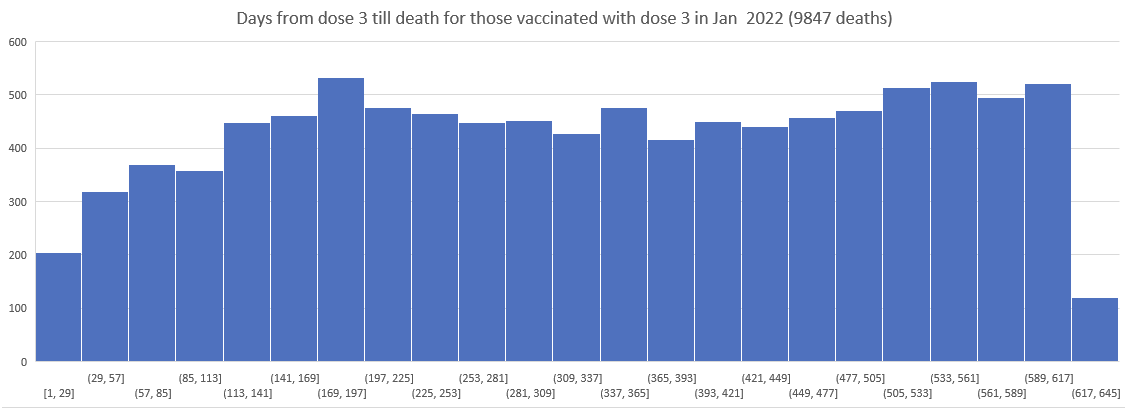 Days from dose 3 till death for those vaccinated with dose 3 in Jan  2022 (9847 deaths)
600
500
400
300
200
100
0
(29, 57] (85, 113] (141, 169] (197, 225] (253, 281] (309, 337] (365, 393] (421, 449] (477, 505] (533, 561] (589, 617]
[1, 29] (57, 85] (113, 141] (169, 197] (225, 253] (281, 309] (337, 365] (393, 421] (449, 477] (505, 533] (561, 589] (617, 645]